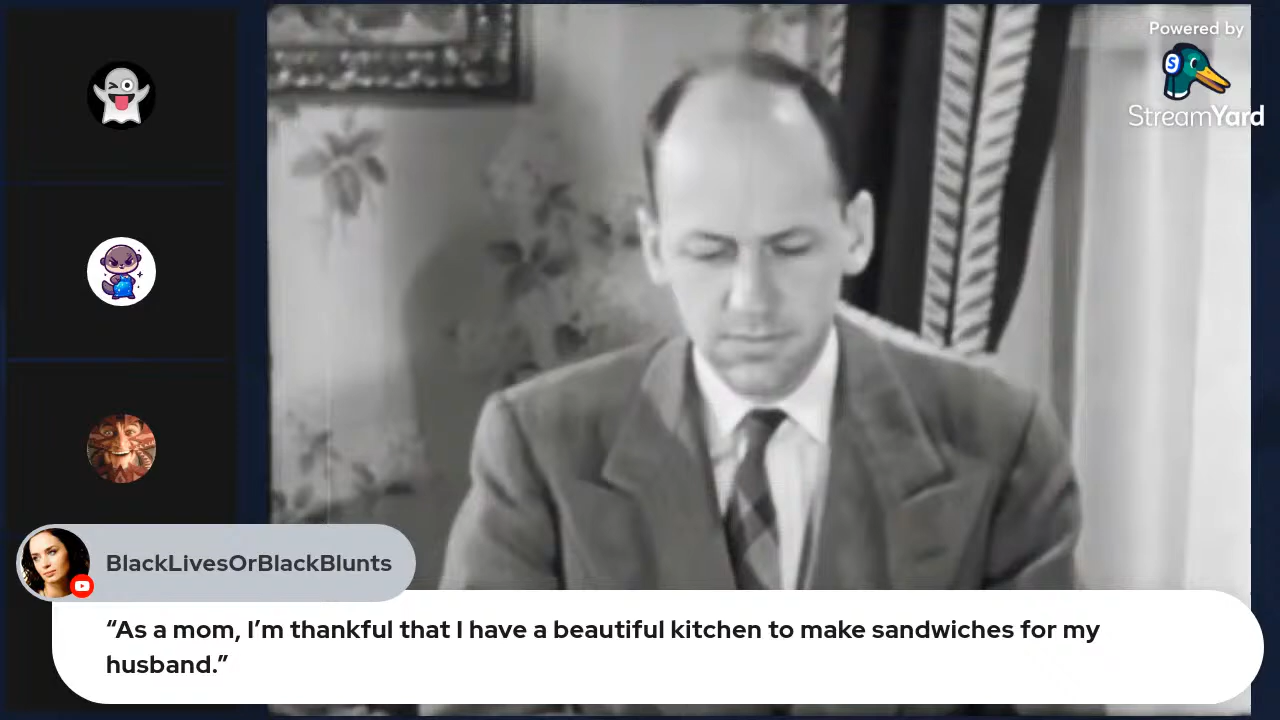 Powered by
S
StreamYard
BlackLivesOrBlackBlunts
“As a mom, I’m thankful that I have a beautiful kitchen to make sandwiches for my
husband.”